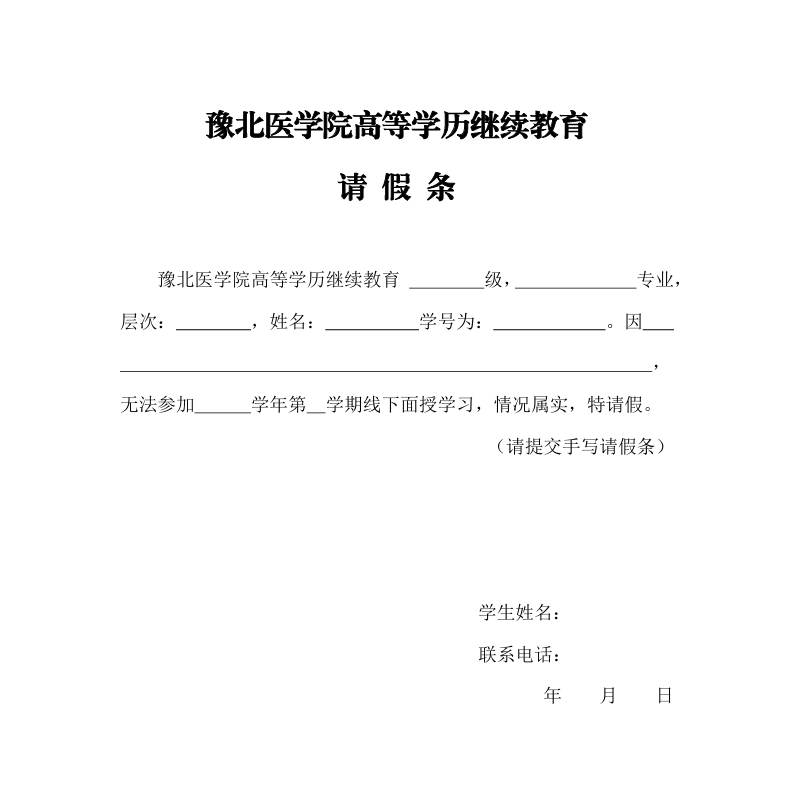 豫北医学院高等学历继续教育
请 假 条
豫北医学院高等学历继续教育 ________级，_____________专业，
层次：________，姓名：__________学号为：____________。因___
_________________________________________________________，
无法参加______学年第__学期线下面授学习，情况属实，特请假。
（请提交手写请假条）
学生姓名：
联系电话：
年 月 日